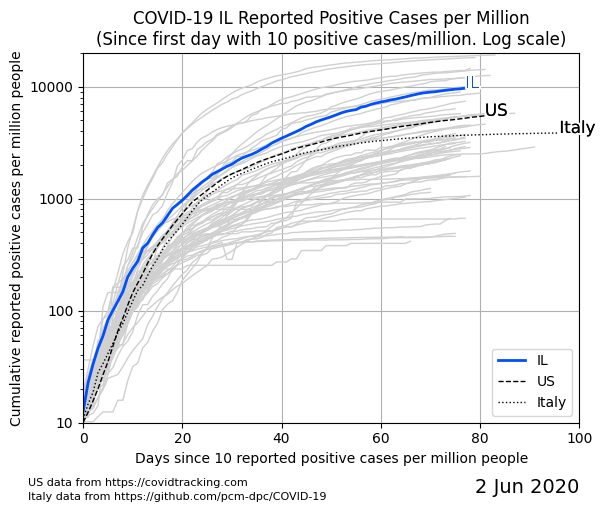 COVID-19 IL Reported Positive Cases per Million
(Since first day with 10 positive cases/million. Log scale)
Cumulative reported positive cases per million people
10000
1000
100
10
IL
US
Italy
IL
US
Italy
0
20
40
60
80
100
Days since 10 reported positive cases per million people
US data from https://covidtracking.com
Italy data from https://github.com/pcm-dpc/COVID-19
2 Jun 2020